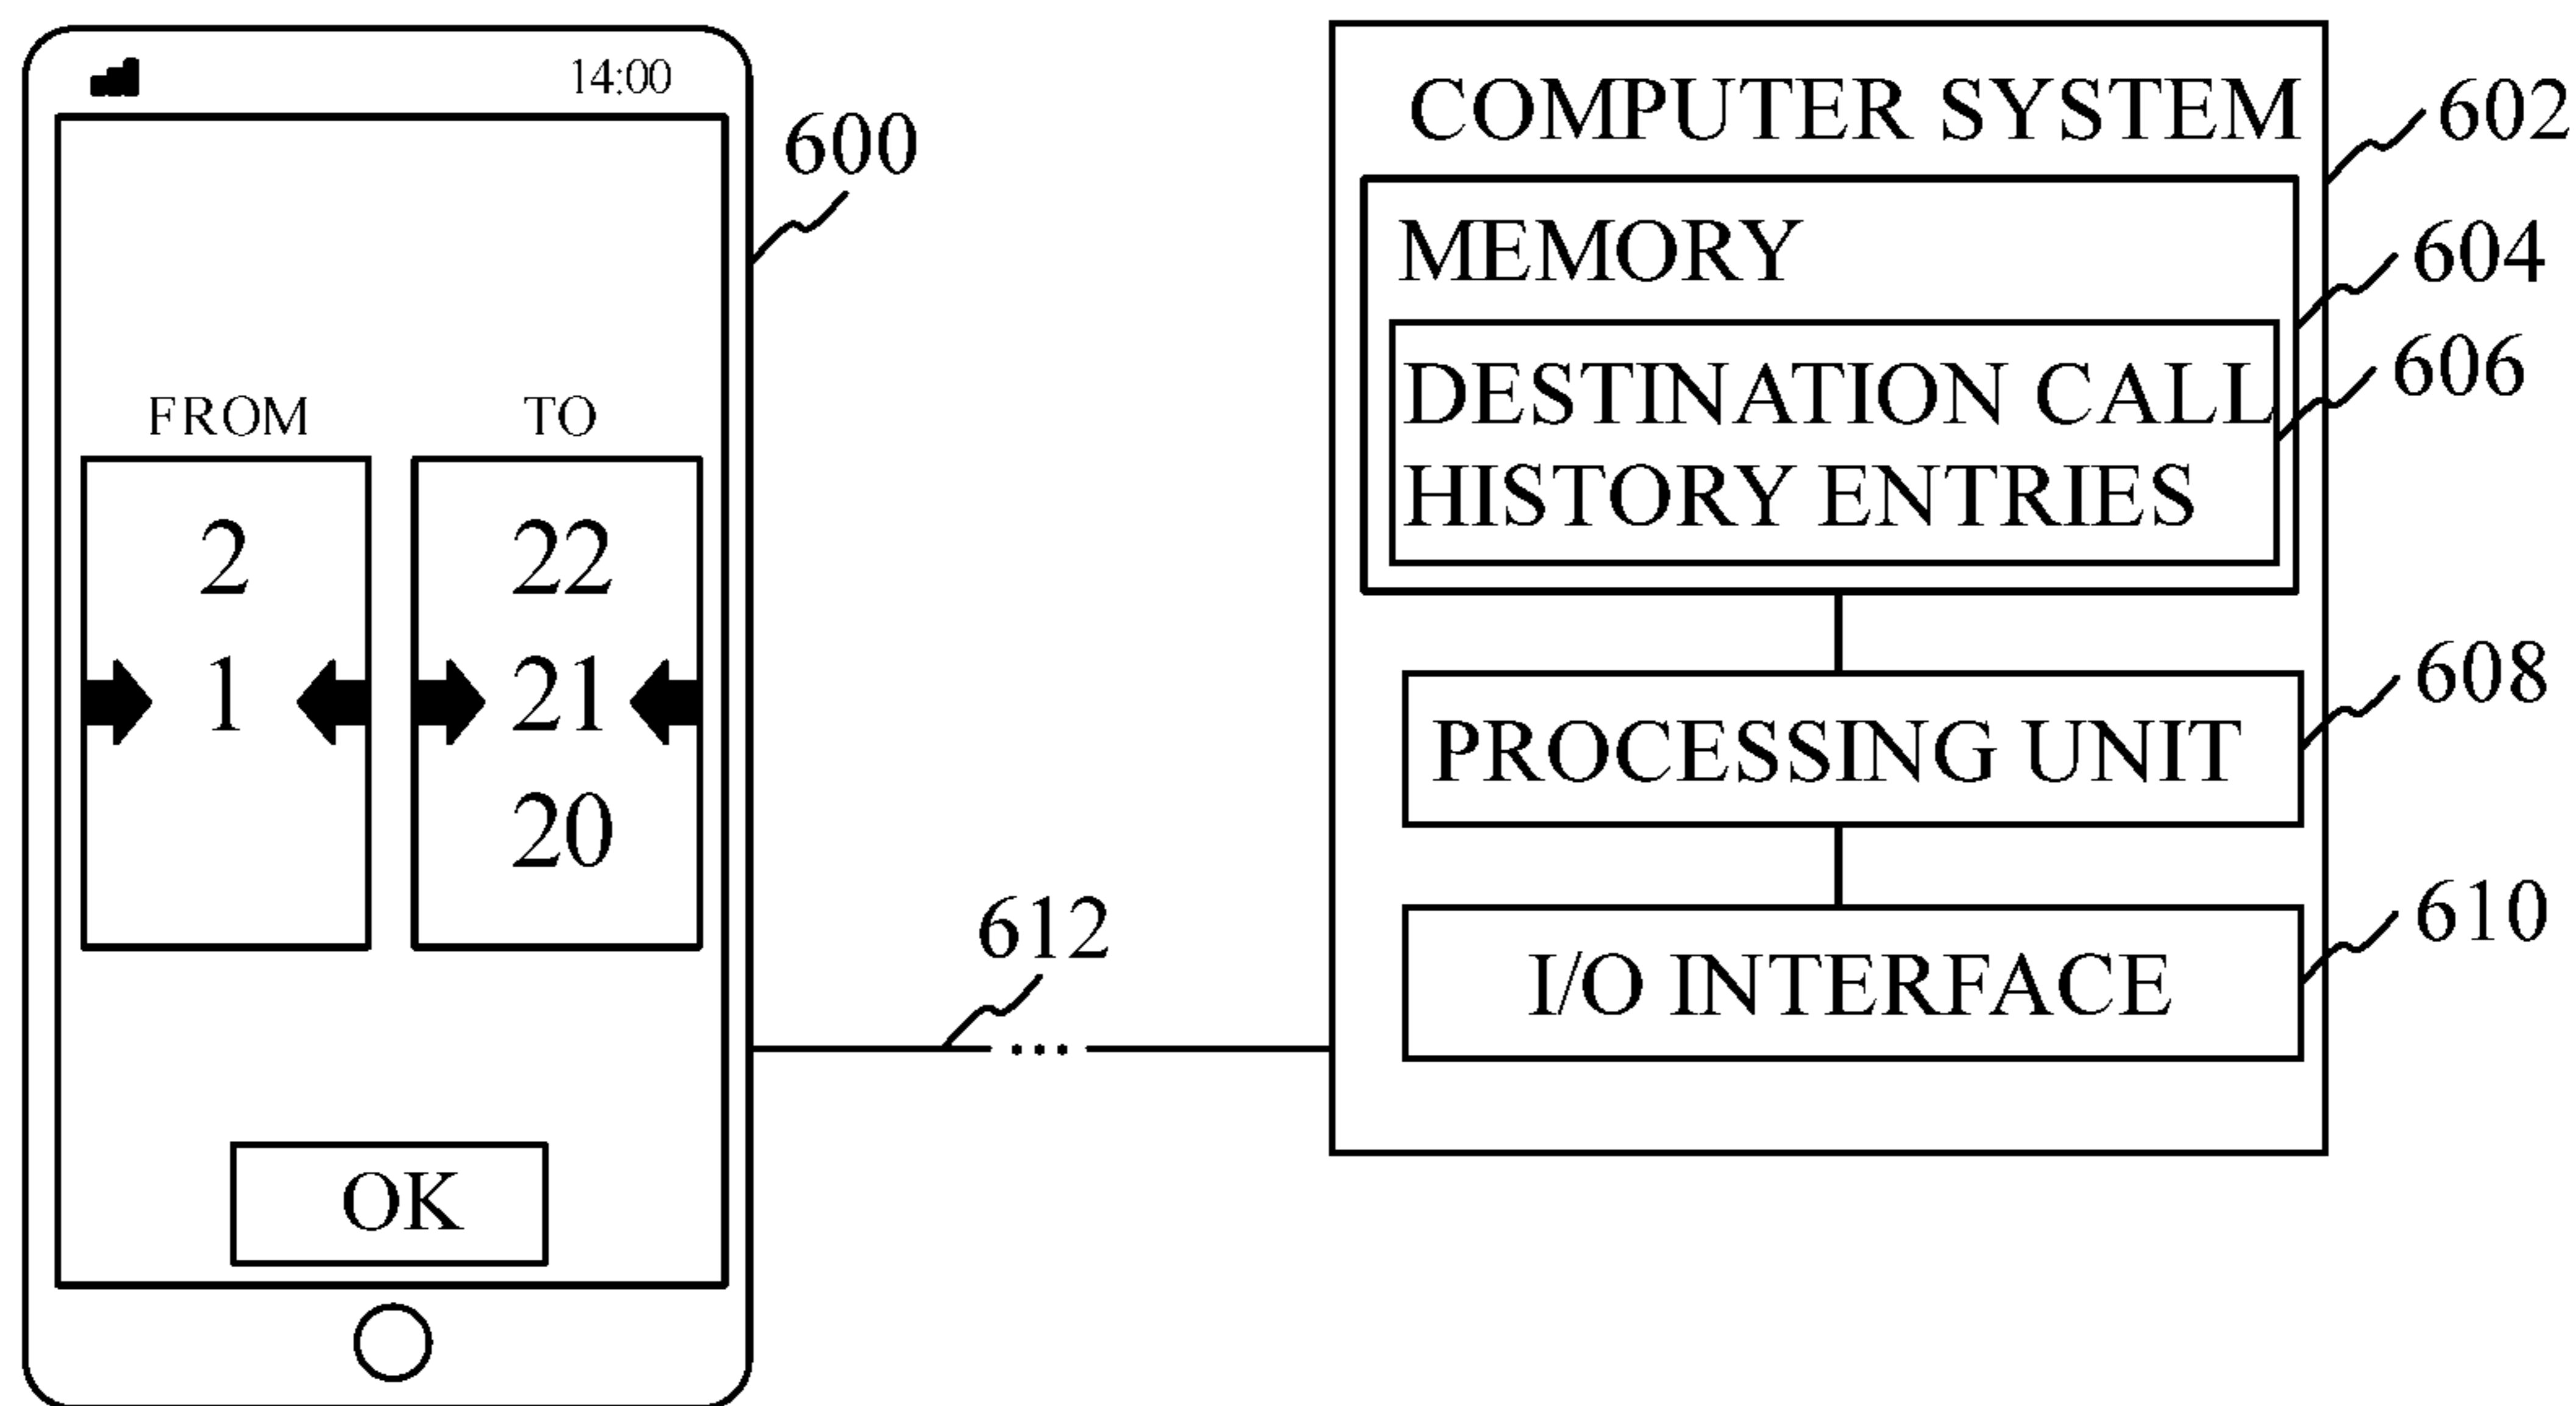 14:00
600
FROM
TO
2
1
22
21
20
OK
612
COMPUTER SYSTEM
602
MEMORY
604
DESTINATION CALL
HISTORY ENTRIES
606
PROCESSING UNIT
608
I/O INTERFACE
610